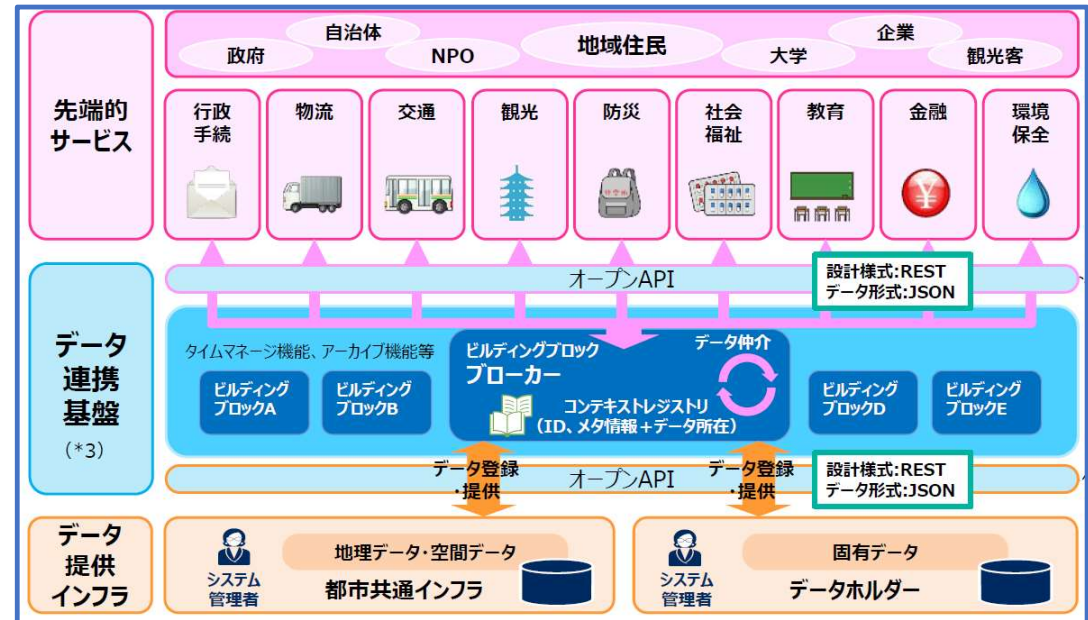 自治体
地域住民
企業
政府
NPO
大学
観光客
先端的
サービス
行政
手続
物流
交通
観光
防災
社会
福祉
教育
金融
環境
保全
オープンAPI
設計様式:REST
データ形式:JSON
データ
連携
基盤
(*3)
タイムマネージ機能、アーカイブ機能等
ビルディング
ブロックA
ビルディング
ブロックB
ビルディングブロック
ブローカー
データ仲介
コンテキストレジストリ
(ID、メタ情報+データ所在)
ビルディング
ブロックD
ビルディング
ブロックE
データ登録
・提供
オープンAPI
データ登録
・提供
設計様式:REST
データ形式:JSON
データ
提供
インフラ
システム
管理者
地理データ・空間データ
都市共通インフラ
システム
管理者
固有データ
データホルダー